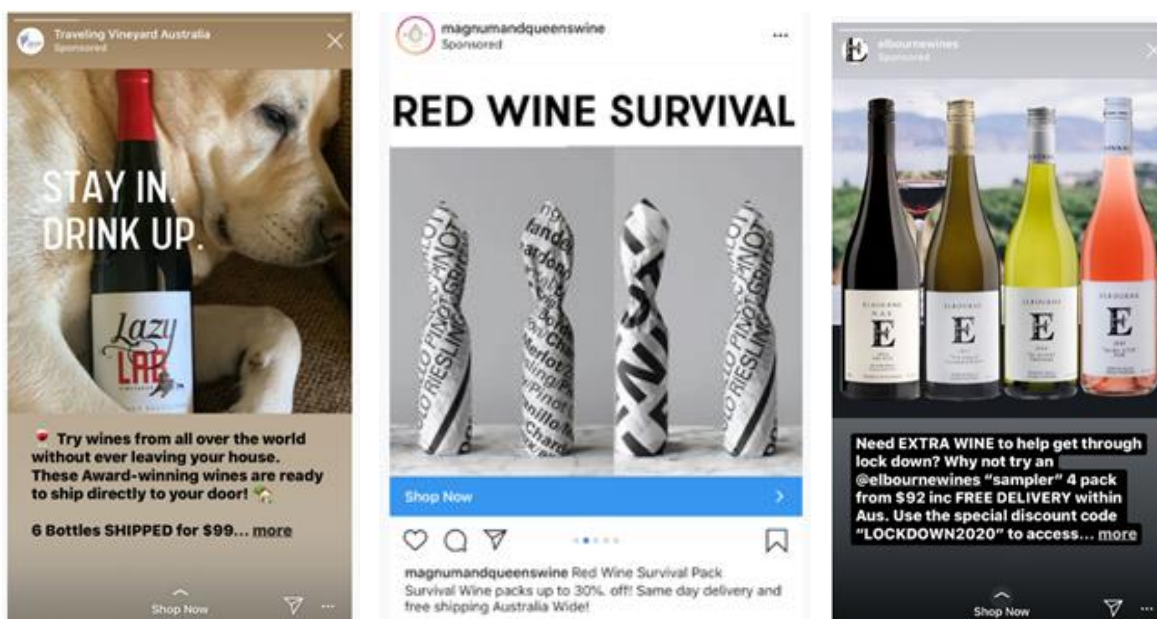 Traveling Vineyard Australia
Sponsored
STAY IN.
DRINK UP.
Lazy
LAB
🍷 Try wines from all over the world
without ever leaving your house.
These Award-winning wines are ready
to ship directly to your door! 🏡
6 Bottles SHIPPED for $99... more
Shop Now
magnumandqueenswine
Sponsored
RED WINE SURVIVAL
Shop Now
magnumandqueenswine Red Wine Survival Pack
Survival Wine packs up to 30%. off!! Same day delivery and
free shipping Australia Wide!
elbournewines
Sponsored
ELBOURNE
E
ELBOURNE
E
ELBOURNE
E
ELBOURNE
E
Need EXTRA WINE to help get through
lock down? Why not try an
@elbournewines “sampler” 4 pack
from $92 inc FREE DELIVERY within
Aus. Use the special discount code
“LOCKDOWN2020” to access... more
Shop Now